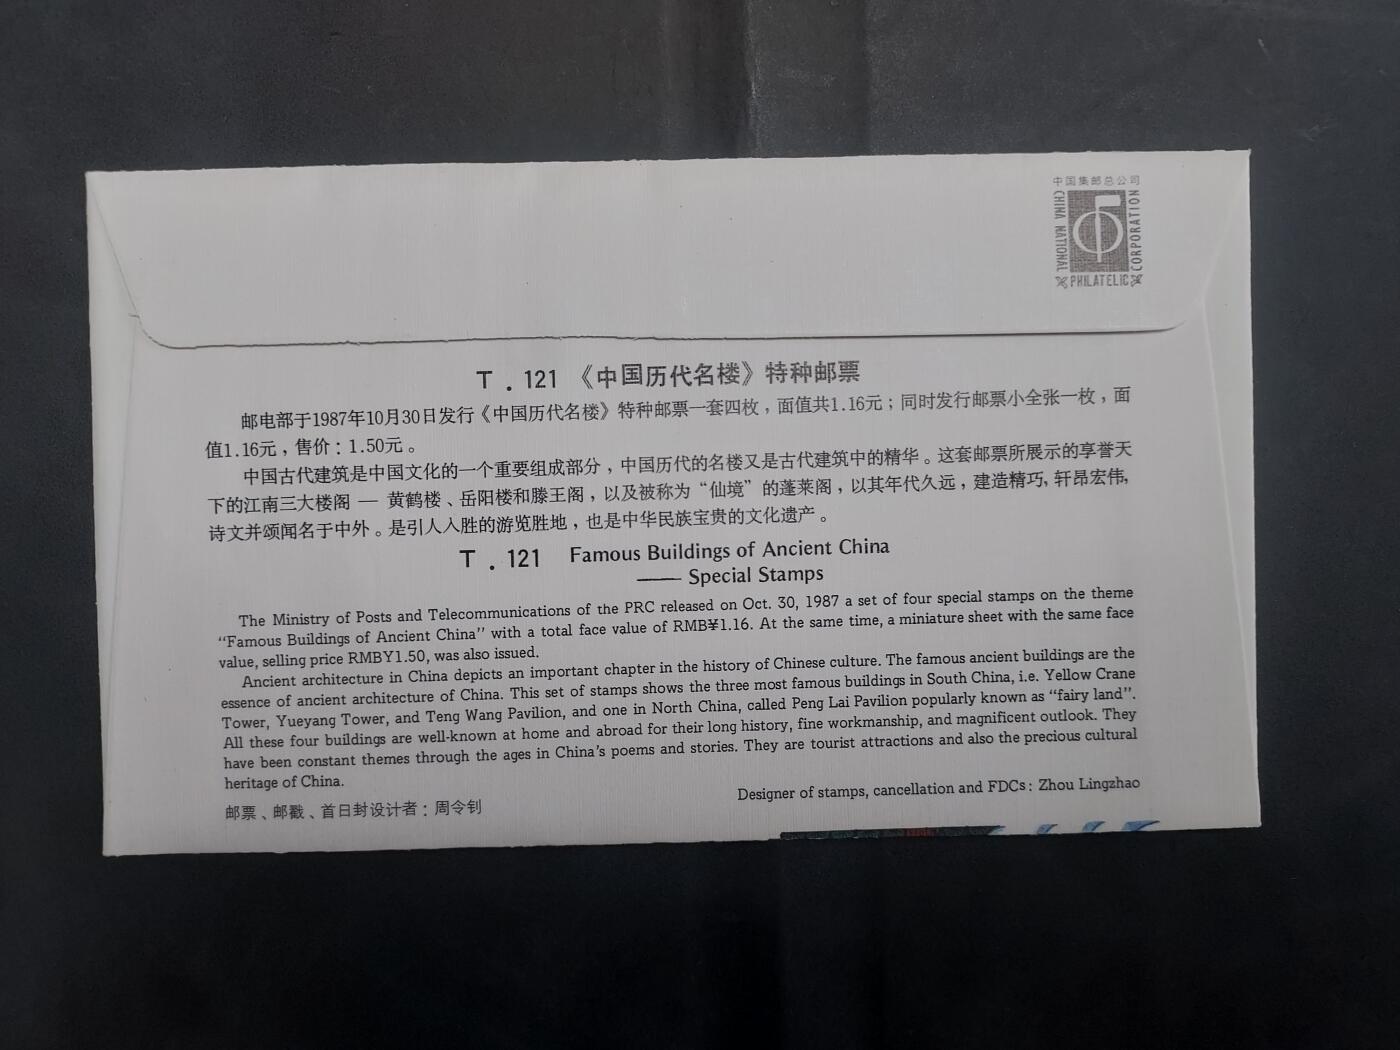 中国集邮总公司
CHINA NATIONAL
PHILATELIC
CORPORATION
T．121 《中国历代名楼》特种邮票
邮电部于1987年10月30日发行《中国历代名楼》特种邮票一套四枚，面值共1.16元；同时发行邮票小全张一枚，面
值1.16元，售价：1.50元。
中国古代建筑是中国文化的一个重要组成部分，中国历代的名楼又是古代建筑中的精华。这套邮票所展示的享誉天
下的江南三大楼阁 — 黄鹤楼、岳阳楼和滕王阁，以及被称为“仙境”的蓬莱阁，以其年代久远，建造精巧，轩昂宏伟，
诗文并颂闻名于中外。是引人入胜的游览胜地，也是中华民族宝贵的文化遗产。
T．121 Famous Buildings of Ancient China
—— Special Stamps
The Ministry of Posts and Telecommunications of the PRC released on Oct. 30, 1987 a set of four special stamps on the theme
“Famous Buildings of Ancient China” with a total face value of RMB¥1.16. At the same time, a miniature sheet with the same face
value, selling price RMBY1.50, was also issued.
Ancient architecture in China depicts an important chapter in the history of Chinese culture. The famous ancient buildings are the
essence of ancient architecture of China. This set of stamps shows the three most famous buildings in South China, i.e. Yellow Crane
Tower, Yueyang Tower, and Teng Wang Pavilion, and one in North China, called Peng Lai Pavilion popularly known as “fairy land”.
All these four buildings are well-known at home and abroad for their long history, fine workmanship, and magnificent outlook. They
have been constant themes through the ages in China’s poems and stories. They are tourist attractions and also the precious cultural
heritage of China.
Designer of stamps, cancellation and FDCs: Zhou Lingzhao
邮票、邮戳、首日封设计者：周令钊